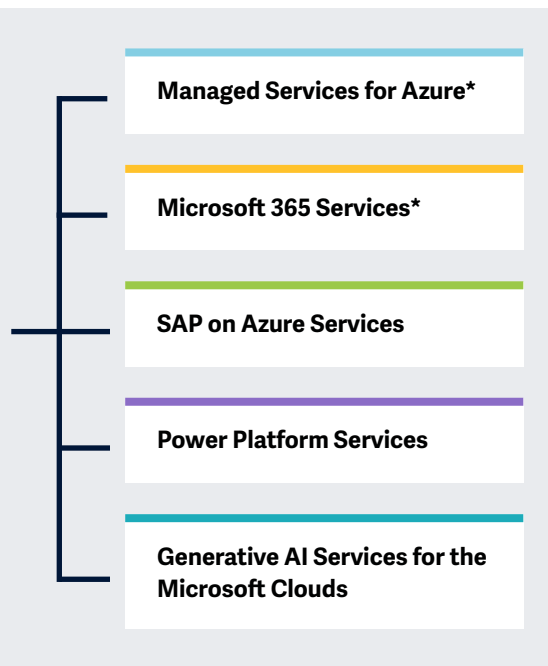 Managed Services for Azure*
Microsoft 365 Services*
SAP on Azure Services
Power Platform Services
Generative AI Services for the
Microsoft Clouds